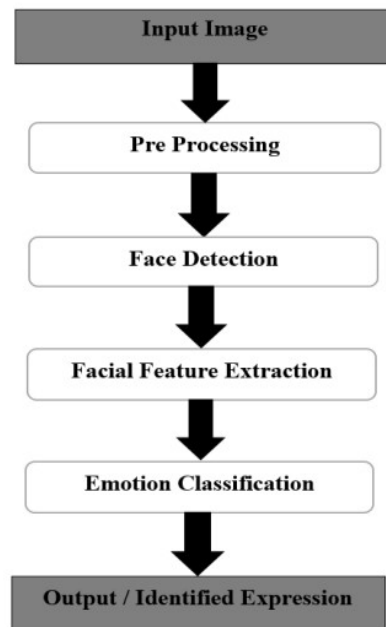 Input Image
Pre Processing
Face Detection
Facial Feature Extraction
Emotion Classification
Output / Identified Expression